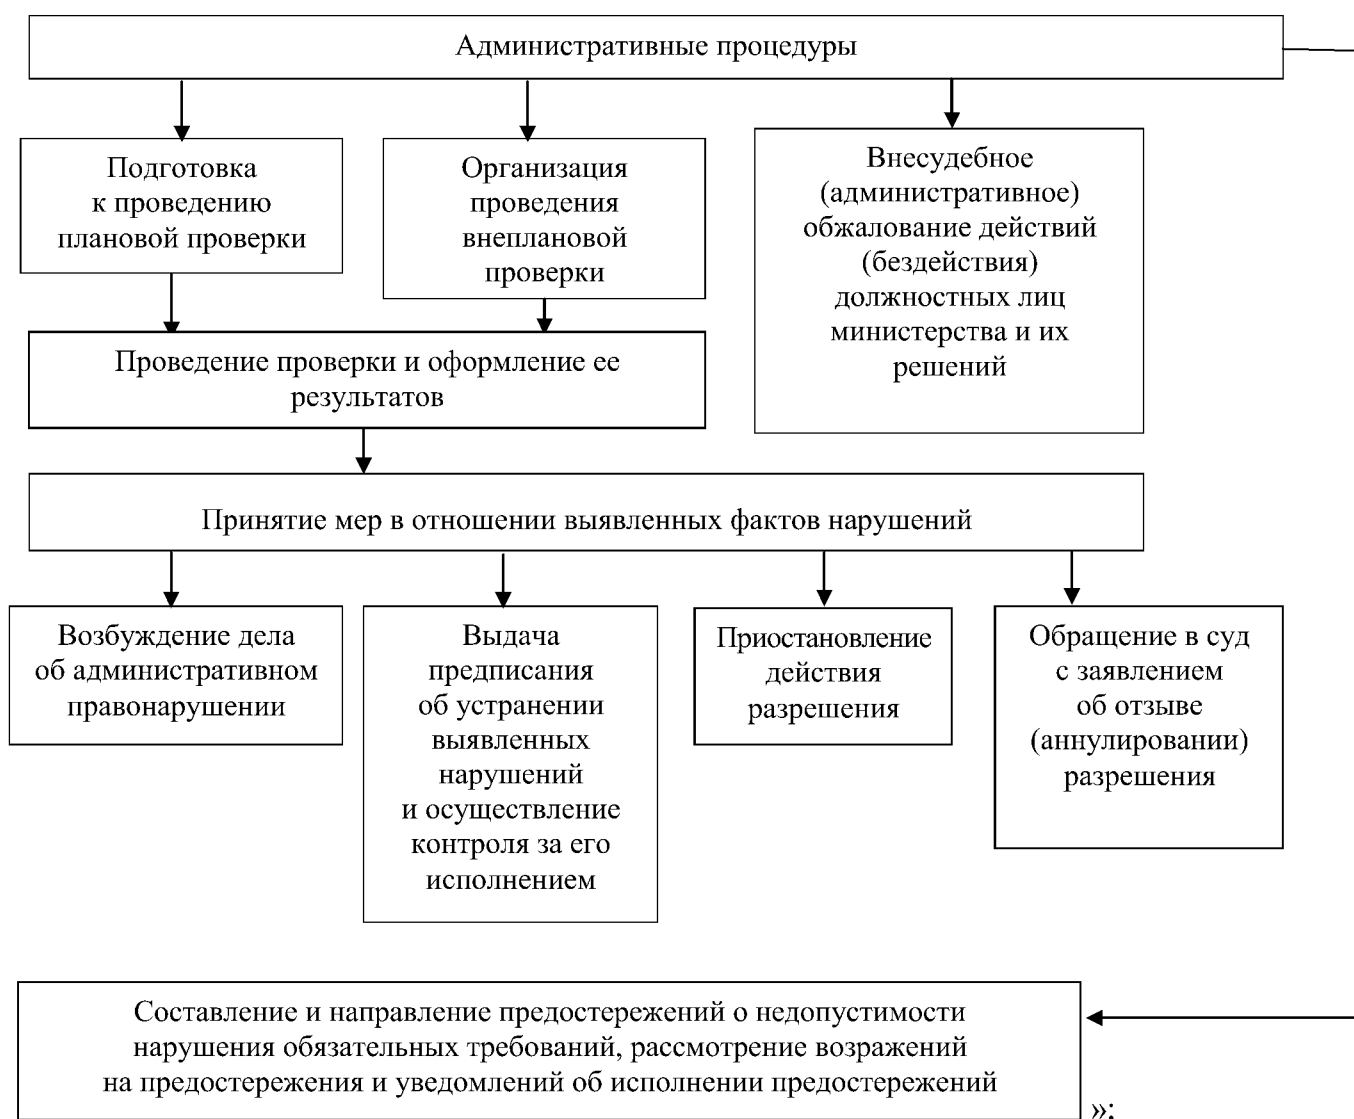 Административные процедуры
Подготовка
к проведению
плановой проверки
Организация
проведения
внеплановой
проверки
Внесудебное
(административное)
обжалование действий
(бездействия)
должностных лиц
министерства и их
решений
Проведение проверки и оформление ее
результатов
Принятие мер в отношении выявленных фактов нарушений
Возбуждение дела
об административном
правонарушении
Выдача
предписания
об устранении
выявленных
нарушений
и осуществление
контроля за его
исполнением
Приостановление
действия
разрешения
Обращение в суд
с заявлением
об отзыве
(аннулировании)
разрешения
Составление и направление предостережений о недопустимости
нарушения обязательных требований, рассмотрение возражений
на предостережения и уведомлений об исполнении предостережений
»;